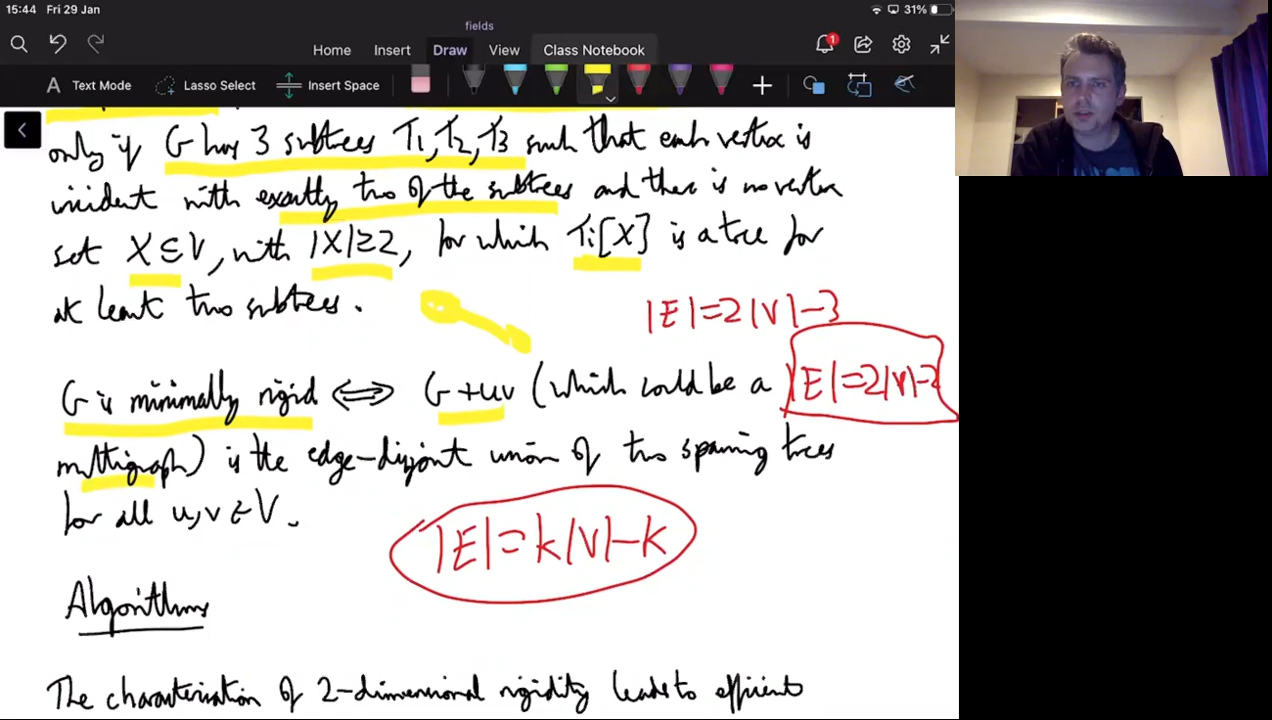 15:44 Fri 29 Jan
31%
fields
Home Insert Draw View Class Notebook
1
A Text Mode Lasso Select Insert Space
only if G has 3 subtrees T1, T2, T3 such that each vertex is
incident with exactly two of the subtrees and there is no vertex
set X ⊆ V, with |X| ≥ 2, for which Ti[X] is a tree for
at least two subtrees.
|E| = 2|V| - 3
G is minimally rigid ⟺ G + uv (which could be a |E| = 2|V| - 2
multigraph) is the edge-disjoint union of two spanning trees
for all u, v ∈ V.
|E| = k|V| - k
Algorithms
The characterisation of 2-dimensional rigidity leads to efficient